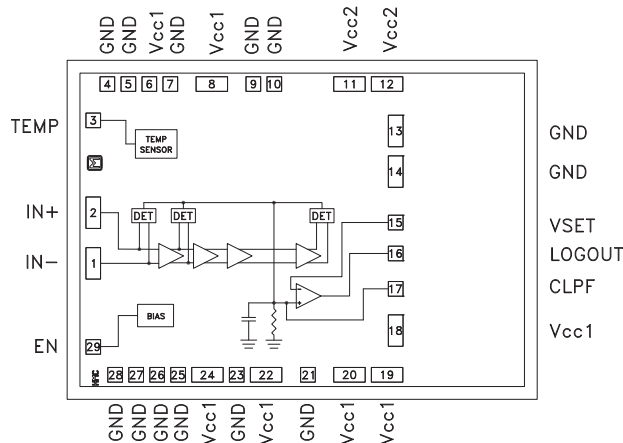 GND GND Vcc1 GND Vcc1 GND GND Vcc2 Vcc2
4 5 6 7 8 9 10 11 12
TEMP 3 TEMP SENSOR 13 GND
14 GND
IN+ 2 DET DET DET 15 VSET
IN- 1 16 LOGOUT
- +
17 CLPF
EN 29 BIAS 18 Vcc1
28 27 26 25 24 23 22 21 20 19
GND GND GND GND Vcc1 GND Vcc1 GND Vcc1 Vcc1